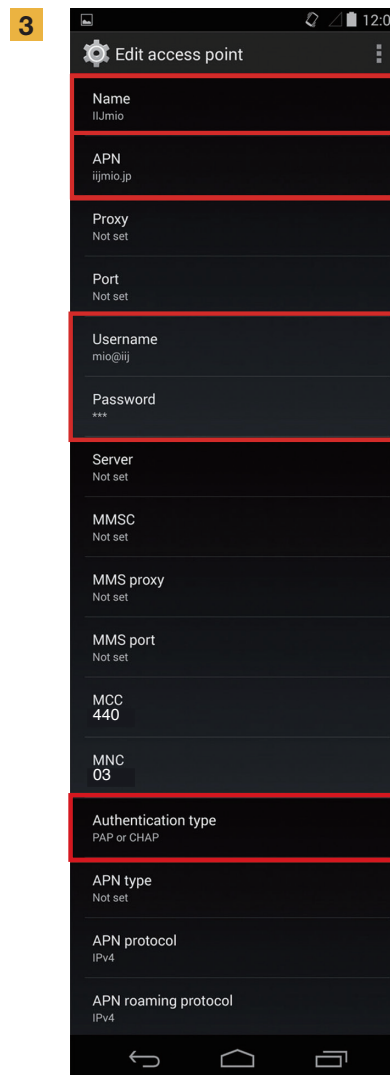 3
12:0
Edit access point
Name
IIJmio
APN
iijmio.jp
Proxy
Not set
Port
Not set
Username
mio@iij
Password
***
Server
Not set
MMSC
Not set
MMS proxy
Not set
MMS port
Not set
MCC
440
MNC
03
Authentication type
PAP or CHAP
APN type
Not set
APN protocol
IPv4
APN roaming protocol
IPv4